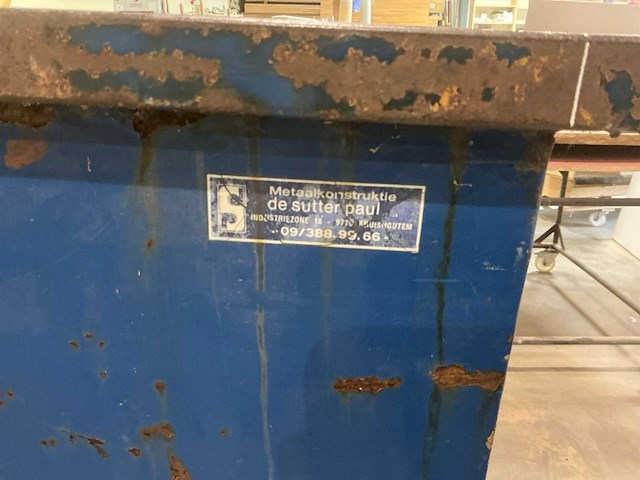 Metaalkonstruktie
de sutter paul
INDUSTRIEZONE 18 - 9770 KRUISHOUTEM
09/388.99.66